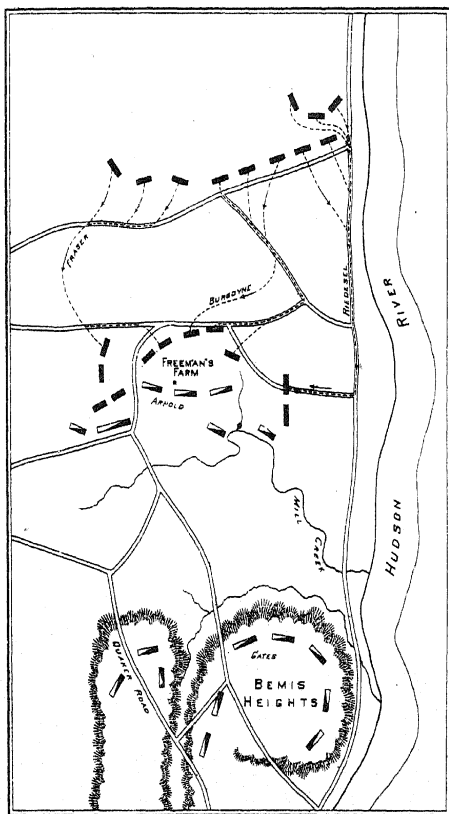 FRASER
BURGOYNE
RIEDESEL
RIVER
FREEMAN'S
FARM
ARNOLD
HUDSON
MILL
CREEK
QUAKER ROAD
GATES
BEMIS
HEIGHTS